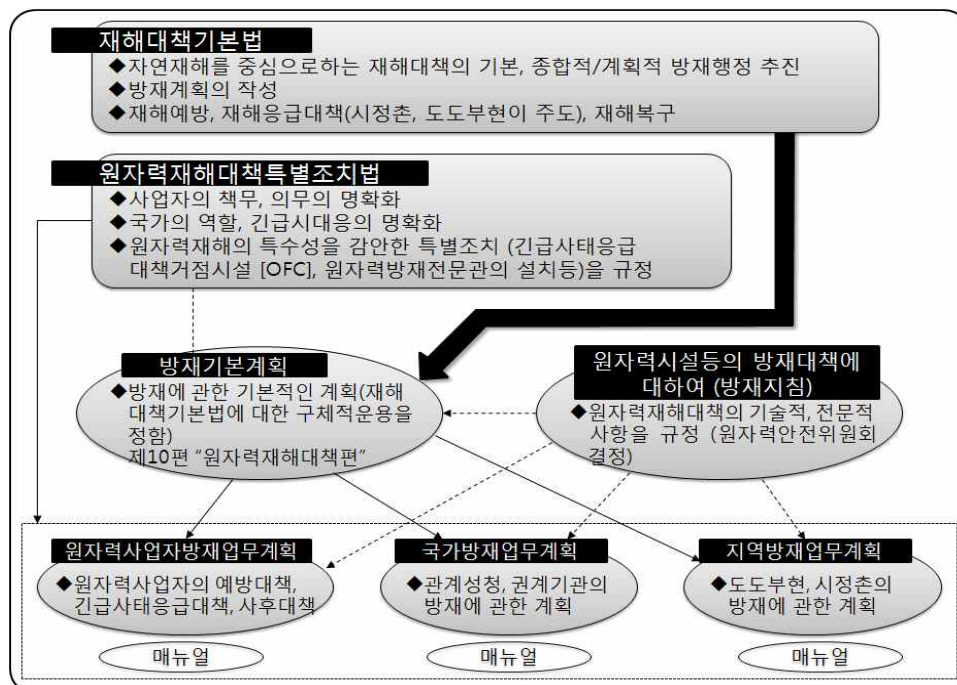 재해대책기본법
◆자연재해를 중심으로하는 재해대책의 기본, 종합적/계획적 방재행정 추진
◆방재계획의 작성
◆재해예방, 재해응급대책(시정촌, 도도부현이 주도), 재해복구
원자력재해대책특별조치법
◆사업자의 책무, 의무의 명확화
◆국가의 역할, 긴급시대응의 명확화
◆원자력재해의 특수성을 감안한 특별조치 (긴급사태응급
대책거점시설 [OFC], 원자력방재전문관의 설치등)을 규정
방재기본계획
◆방재에 관한 기본적인 계획(재해
대책기본법에 대한 구체적운용을
정함)
제10편 “원자력재해대책편”
원자력시설등의 방재대책에
대하여 (방재지침)
◆원자력재해대책의 기술적, 전문적
사항을 규정 (원자력안전위원회
결정)
원자력사업자방재업무계획
◆원자력사업자의 예방대책,
긴급사태응급대책, 사후대책
매뉴얼
국가방재업무계획
◆관계성청, 권계기관의
방재에 관한 계획
매뉴얼
지역방재업무계획
◆도도부현, 시정촌의
방재에 관한 계획
매뉴얼